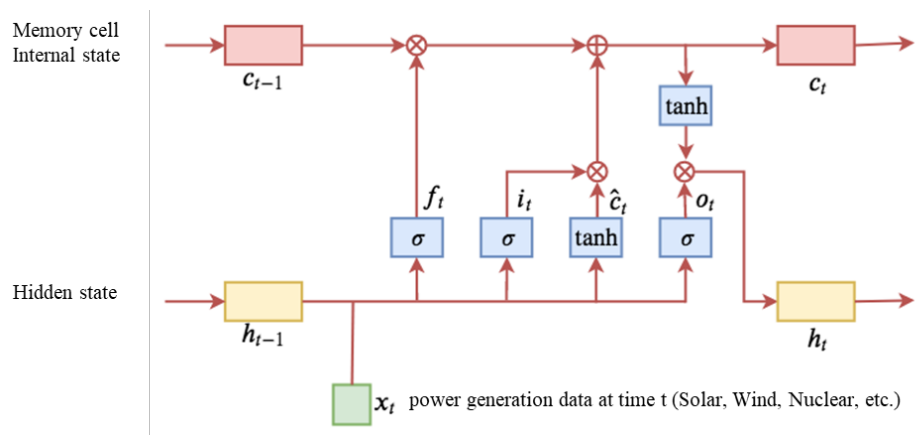 Memory cell
Internal state
c_{t−1}
c_t
tanh
f_t
i_t
ĉ_t
o_t
σ
σ
tanh
σ
Hidden state
h_{t−1}
h_t
x_t power generation data at time t (Solar, Wind, Nuclear, etc.)